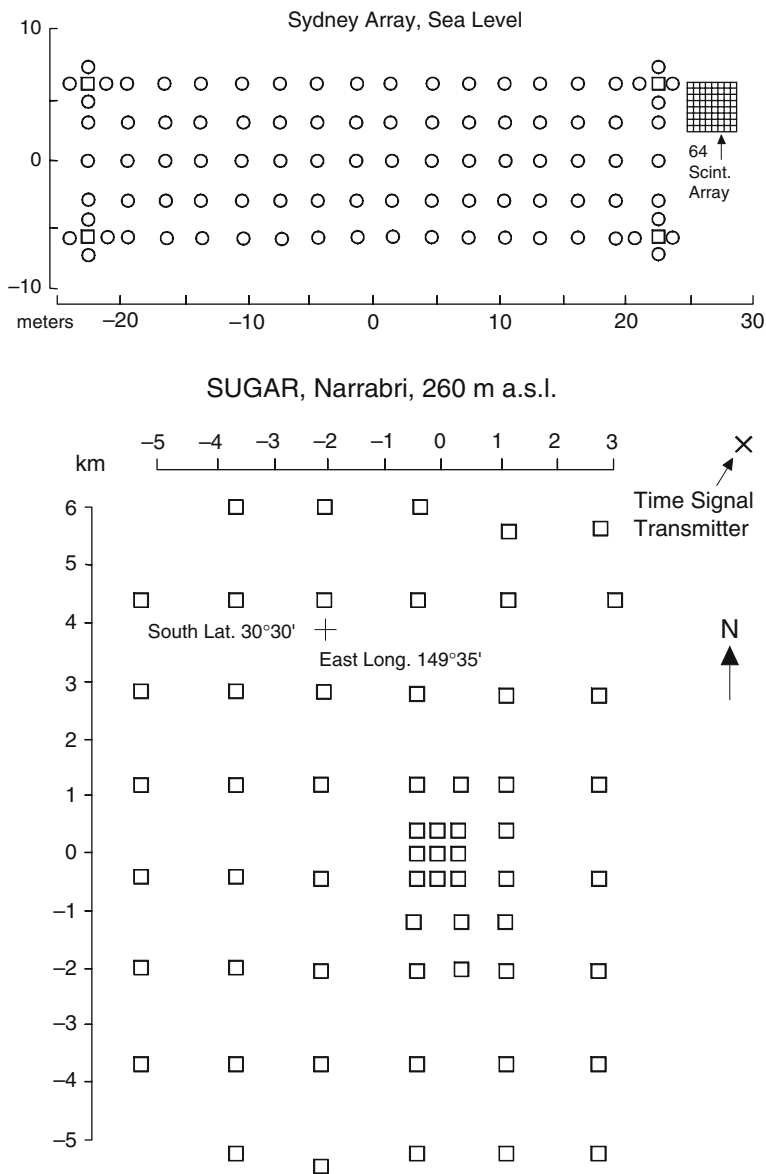 Sydney Array, Sea Level
10
0
−10
64
Scint.
Array
meters −20 −10 0 10 20 30
SUGAR, Narrabri, 260 m a.s.l.
−5 −4 −3 −2 −1 0 1 2 3
km
Time Signal
Transmitter
6
5
4
South Lat. 30°30'
East Long. 149°35'
N
3
2
1
0
−1
−2
−3
−4
−5